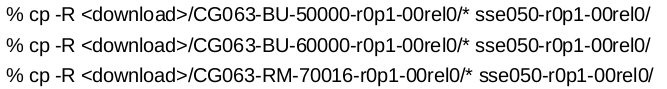 % cp -R <download>/CG063-BU-50000-r0p1-00rel0/* sse050-r0p1-00rel0/
% cp -R <download>/CG063-BU-60000-r0p1-00rel0/* sse050-r0p1-00rel0/
% cp -R <download>/CG063-RM-70016-r0p1-00rel0/* sse050-r0p1-00rel0/